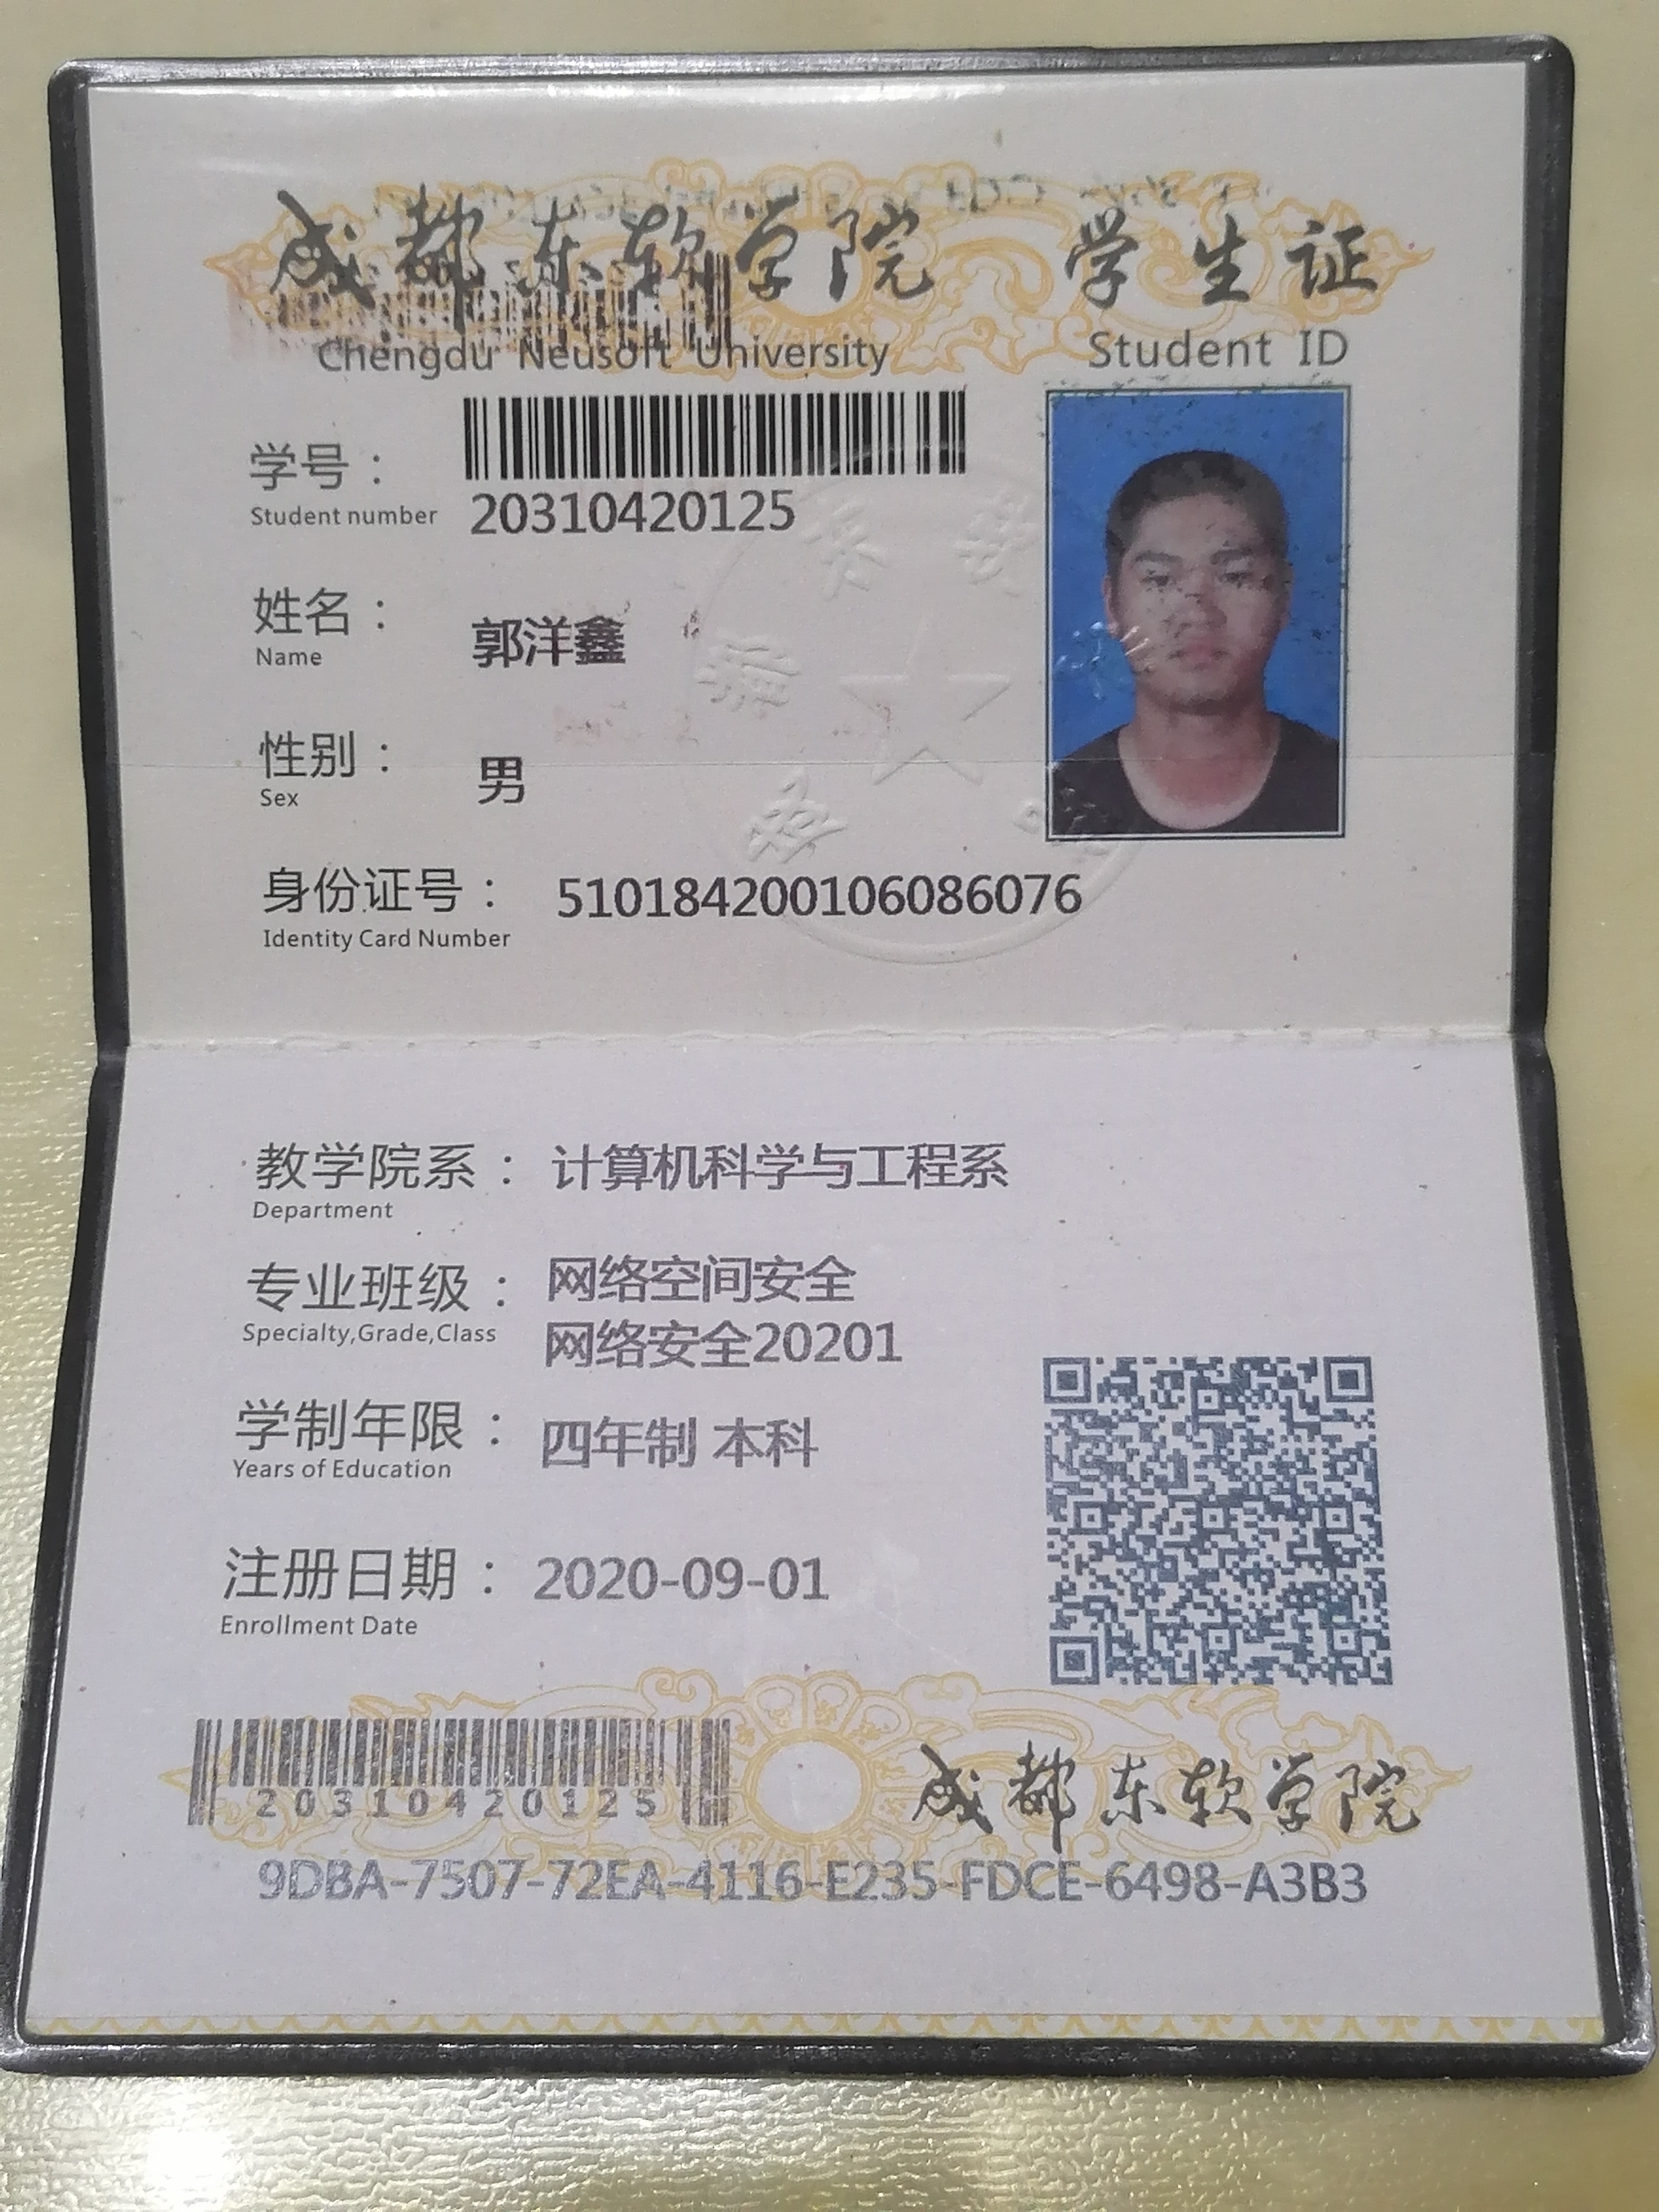 成都东软学院 学生证
Chengdu Neusoft University Student ID
学号：
Student number
20310420125
姓名：
Name
郭洋鑫
性别：
Sex
男
身份证号：
Identity Card Number
510184200106086076
教学院系：
Department
计算机科学与工程系
专业班级：
Specialty,Grade,Class
网络空间安全
网络安全20201
学制年限：
Years of Education
四年制 本科
注册日期：
Enrollment Date
2020-09-01
20310420125
成都东软学院
9DBA-7507-72EA-4116-E235-FDCE-6498-A3B3